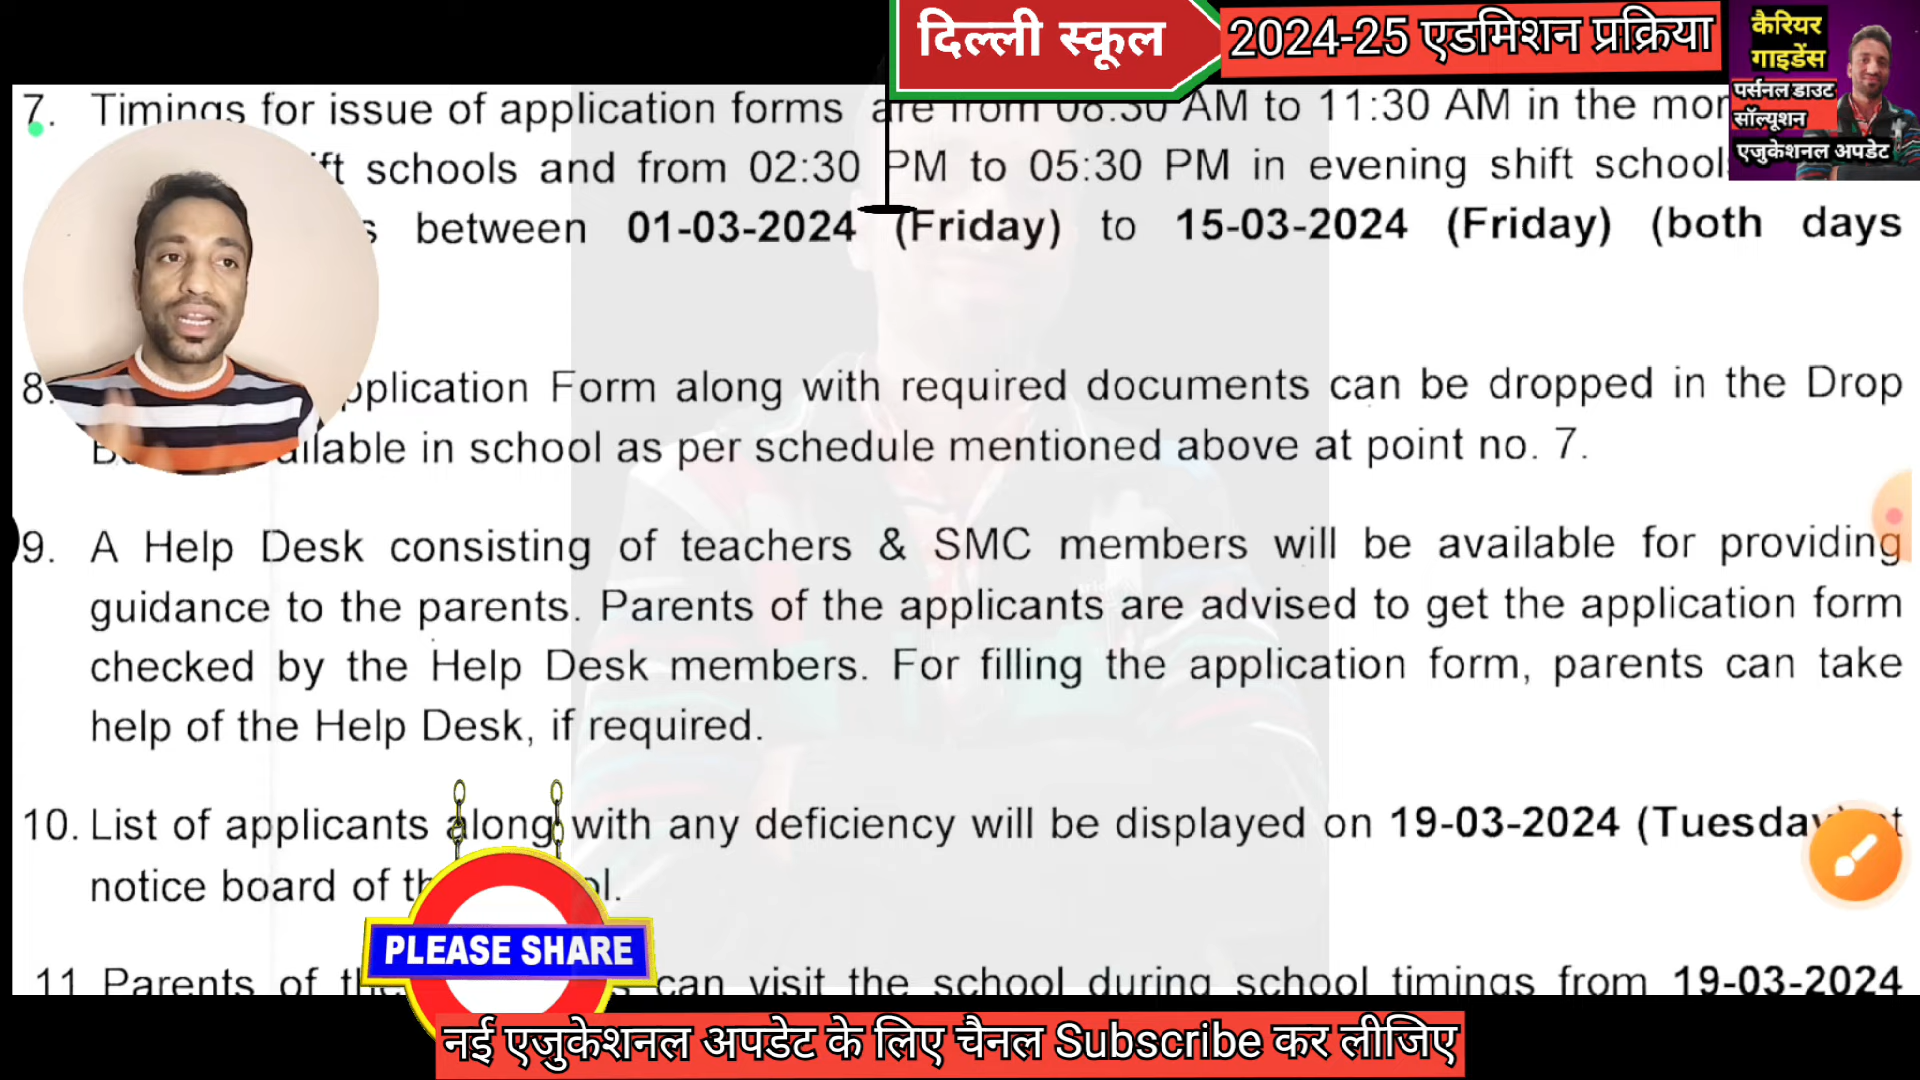 दिल्ली स्कूल
2024-25 एडमिशन प्रक्रिया
कैरियर
गाइडेंस
पर्सनल डाउट
सॉल्यूशन
एजुकेशनल अपडेट
7. Timings for issue of application forms are from 08:30 AM to 11:30 AM in the
schools and from 02:30 PM to 05:30 PM in evening shift
between 01-03-2024 (Friday) to 15-03-2024 (Friday) (both days
8. Form along with required documents can be dropped in the Drop
in school as per schedule mentioned above at point no. 7.
9. A Help Desk consisting of teachers & SMC members will be available for providing
guidance to the parents. Parents of the applicants are advised to get the application form
checked by the Help Desk members. For filling the application form, parents can take
help of the Help Desk, if required.
10. List of applicants along with any deficiency will be displayed on 19-03-2024 (Tuesday)
notice board of
11 Parents of can visit the school during school timings from 19-03-2024
PLEASE SHARE
नई एजुकेशनल अपडेट के लिए चैनल Subscribe कर लीजिए